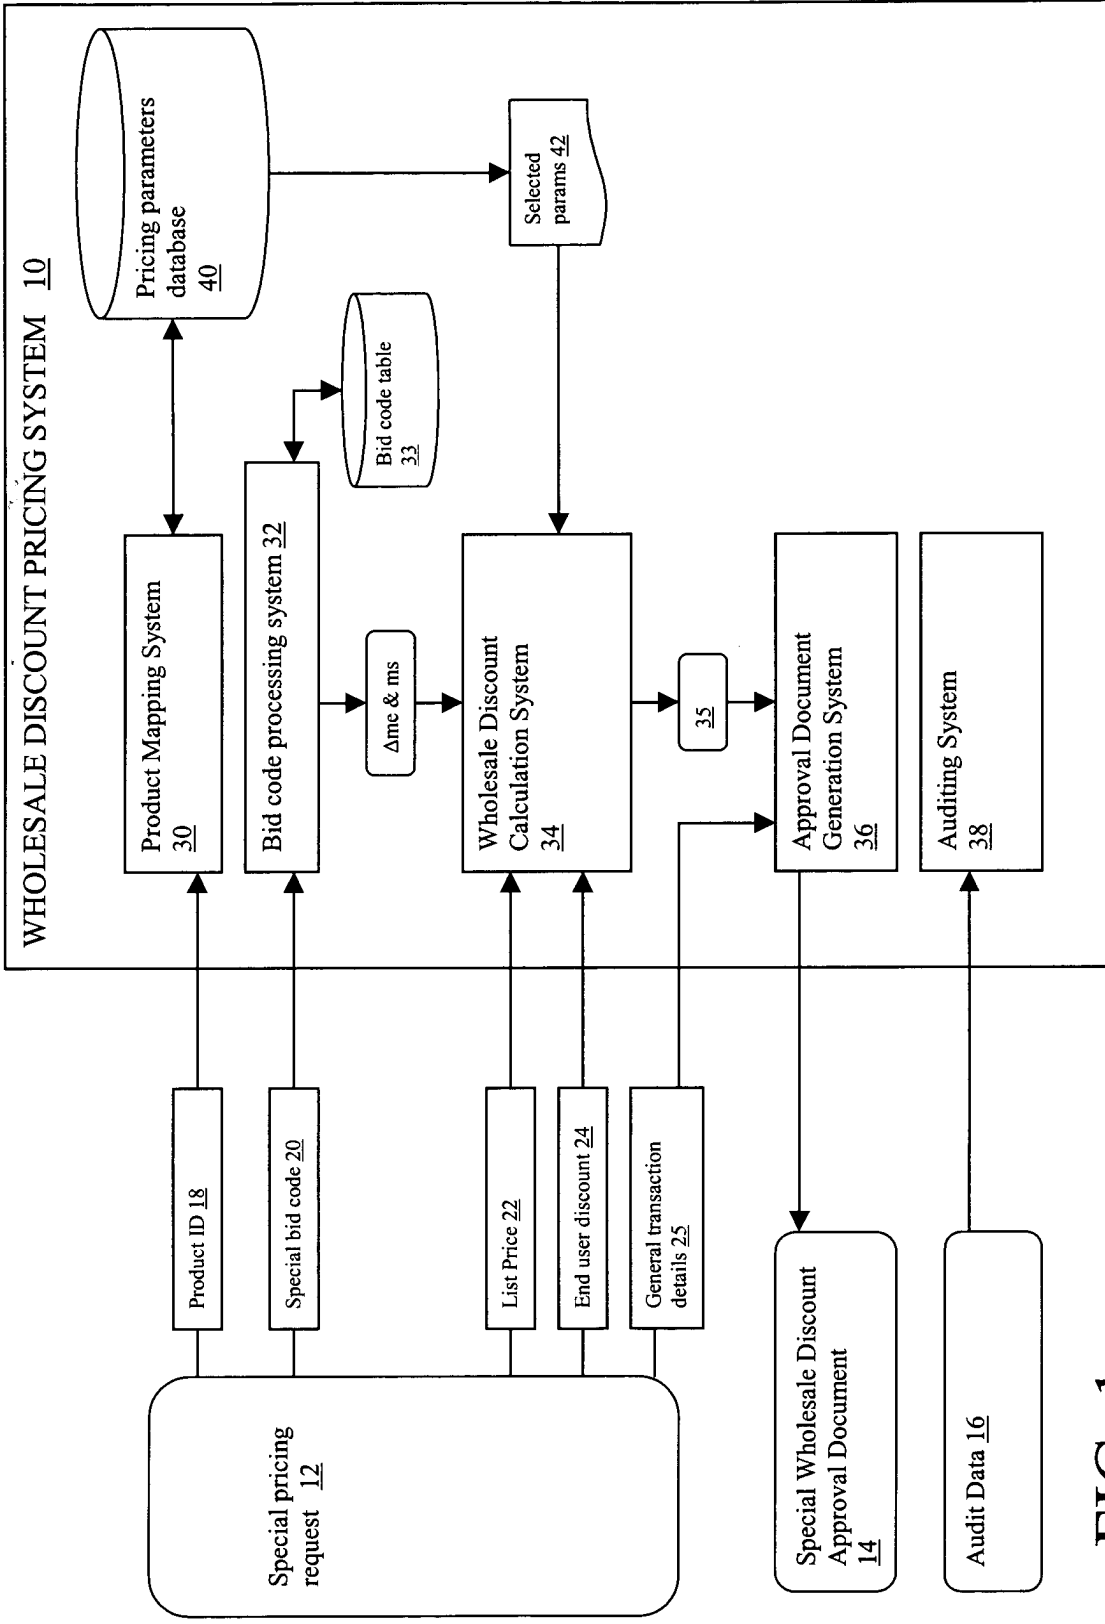 WHOLESALE DISCOUNT PRICING SYSTEM 10
Special pricing
request 12
Product ID 18
Special bid code 20
List Price 22
End user discount 24
General transaction
details 25
Product Mapping System
30
Bid code processing system 32
Δme & ms
Wholesale Discount
Calculation System
34
35
Approval Document
Generation System
36
Auditing System
38
Pricing parameters
database
40
Bid code table
33
Selected
params 42
Special Wholesale Discount
Approval Document
14
Audit Data 16
FIG. 1